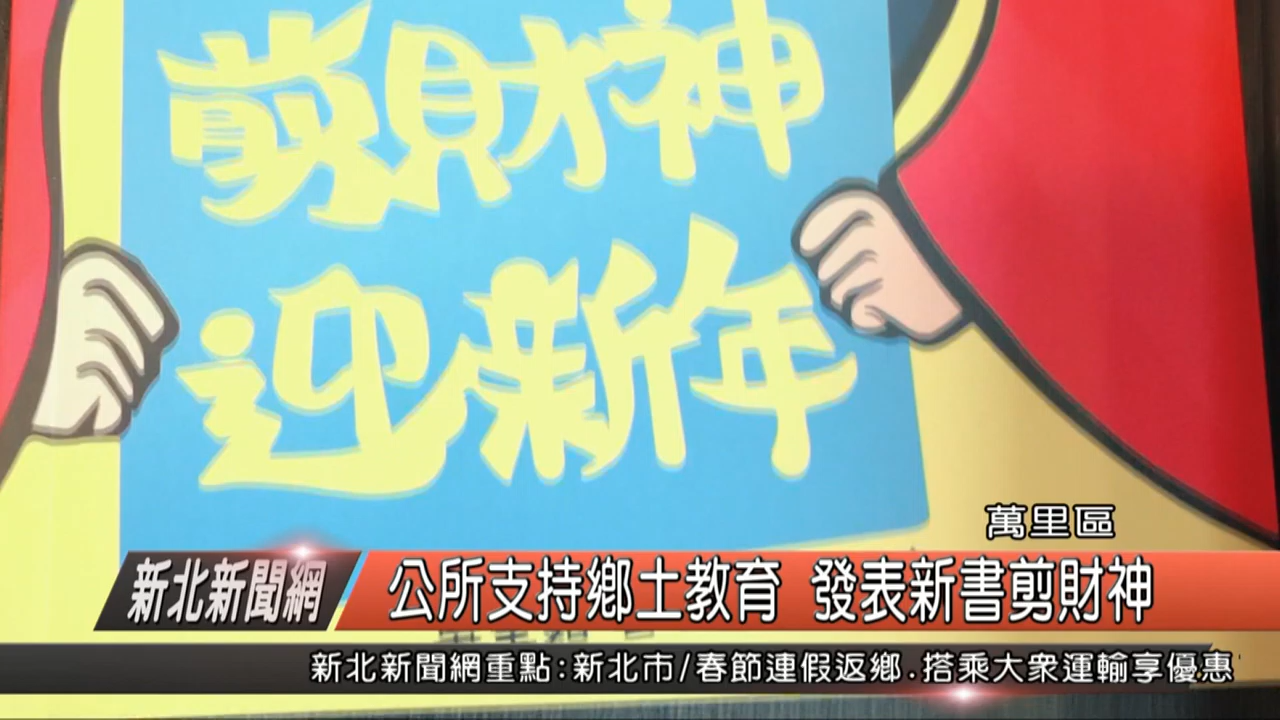 剪財神
迎新年
萬里區
新北新聞網
公所支持鄉土教育 發表新書剪財神
新北新聞網重點:新北市/春節連假返鄉.搭乘大衆運輸享優惠